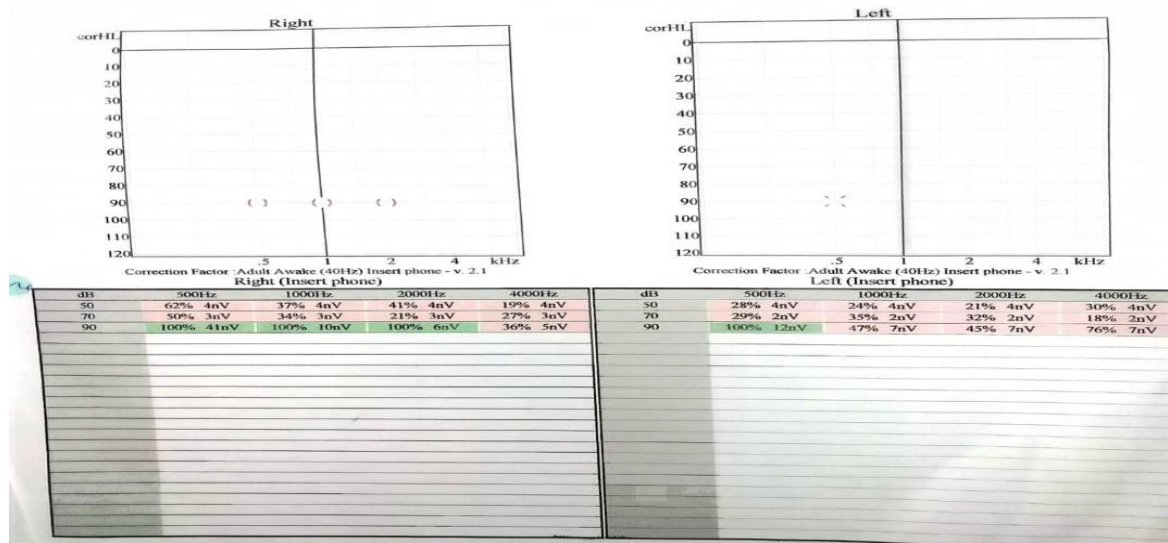 Right
corHL
0
10
20
30
40
50
60
70
80
90
100
110
120
.5 1 2 4 kHz
Correction Factor :Adult Awake (40Hz) Insert phone - v. 2.1
Left
corHL
0
10
20
30
40
50
60
70
80
90
100
110
120
.5 1 2 4 kHz
Correction Factor :Adult Awake (40Hz) Insert phone - v. 2.1
Right (Insert phone)
dB 500Hz 1000Hz 2000Hz 4000Hz
50 62% 4nV 37% 4nV 41% 4nV 19% 4nV
70 50% 3nV 34% 3nV 21% 3nV 27% 3nV
90 100% 41nV 100% 10nV 100% 6nV 36% 5nV
Left (Insert phone)
dB 500Hz 1000Hz 2000Hz 4000Hz
50 28% 4nV 24% 4nV 21% 4nV 30% 4nV
70 29% 2nV 35% 2nV 32% 2nV 18% 2nV
90 100% 12nV 47% 7nV 45% 7nV 76% 7nV